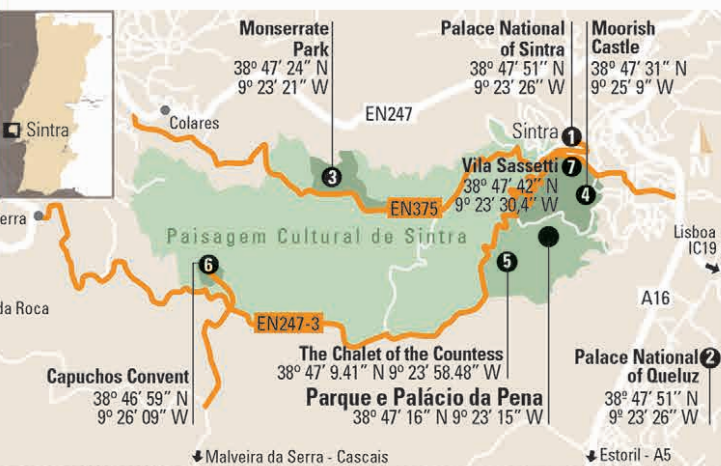 Sintra
Monserrate
Park
38º 47' 24" N
9º 23' 21" W
Palace National
of Sintra
38º 47' 51" N
9º 23' 26" W
Moorish
Castle
38º 47' 31" N
9º 25' 9" W
EN247
Colares
Sintra
1
Vila Sassetti
7
38º 47' 42" N
9º 23' 30,4" W
3
4
EN375
erra
Paisagem Cultural de Sintra
Lisboa
IC19
6
5
A16
da Roca
EN247-3
The Chalet of the Countess
38º 47' 9.41" N 9º 23' 58.48" W
Parque e Palácio da Pena
38º 47' 16" N 9º 23' 15" W
Capuchos Convent
38º 46' 59" N
9º 26' 09" W
Palace National 2
of Queluz
38º 47' 51" N
9º 23' 26" W
Malveira da Serra - Cascais
Estoril - A5